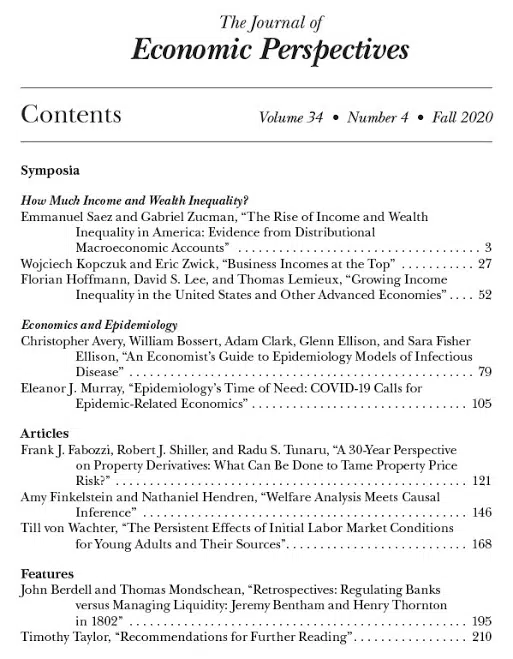 The Journal of
Economic Perspectives
Contents Volume 34 • Number 4 • Fall 2020
Symposia
How Much Income and Wealth Inequality?
Emmanuel Saez and Gabriel Zucman, “The Rise of Income and Wealth
Inequality in America: Evidence from Distributional
Macroeconomic Accounts” . . . . . . . . . . . . . . . . . . . . . . . . . . . . . . . . . . 3
Wojciech Kopczuk and Eric Zwick, “Business Incomes at the Top” . . . . . . . . . . . 27
Florian Hoffmann, David S. Lee, and Thomas Lemieux, “Growing Income
Inequality in the United States and Other Advanced Economies” . . . . 52
Economics and Epidemiology
Christopher Avery, William Bossert, Adam Clark, Glenn Ellison, and Sara Fisher
Ellison, “An Economist’s Guide to Epidemiology Models of Infectious
Disease” . . . . . . . . . . . . . . . . . . . . . . . . . . . . . . . . . . . . . . . . . . . . . . . . 79
Eleanor J. Murray, “Epidemiology’s Time of Need: COVID-19 Calls for
Epidemic-Related Economics” . . . . . . . . . . . . . . . . . . . . . . . . . . . . . . 105
Articles
Frank J. Fabozzi, Robert J. Shiller, and Radu S. Tunaru, “A 30-Year Perspective
on Property Derivatives: What Can Be Done to Tame Property Price
Risk?” . . . . . . . . . . . . . . . . . . . . . . . . . . . . . . . . . . . . . . . . . . . . . . . . . 121
Amy Finkelstein and Nathaniel Hendren, “Welfare Analysis Meets Causal
Inference” . . . . . . . . . . . . . . . . . . . . . . . . . . . . . . . . . . . . . . . . . . . . . . 146
Till von Wachter, “The Persistent Effects of Initial Labor Market Conditions
for Young Adults and Their Sources”. . . . . . . . . . . . . . . . . . . . . . . . . 168
Features
John Berdell and Thomas Mondschean, “Retrospectives: Regulating Banks
versus Managing Liquidity: Jeremy Bentham and Henry Thornton
in 1802” . . . . . . . . . . . . . . . . . . . . . . . . . . . . . . . . . . . . . . . . . . . . . . . 195
Timothy Taylor, “Recommendations for Further Reading”. . . . . . . . . . . . . . . . 210